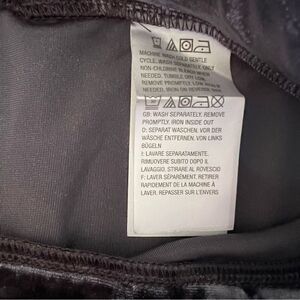 MACHINE WASH COLD GENTLE
CYCLE, WASH SEPARATELY, ONLY
NON-CHLORINE BLEACH WHEN
NEEDED, TUMBLE DRY LOW,
REMOVE PROMPTLY, LOW IRON IF
NEEDED, IRON ON REVERSE SIDE
GB: WASH SEPARATELY, REMOVE
PROMPTLY, IRON INSIDE OUT
D: SEPARAT WASCHEN, VON DER
WÄSCHE ENTFERNEN, VON LINKS
BÜGELN
I: LAVARE SEPARATAMENTE,
RIMUOVERE SUBITO DOPO IL
LAVAGGIO, STIRARE AL ROVESCIO
F: LAVER SÉPARÉMENT, RETIRER
RAPIDEMENT DE LA MACHINE À
LAVER, REPASSER SUR L'ENVERS